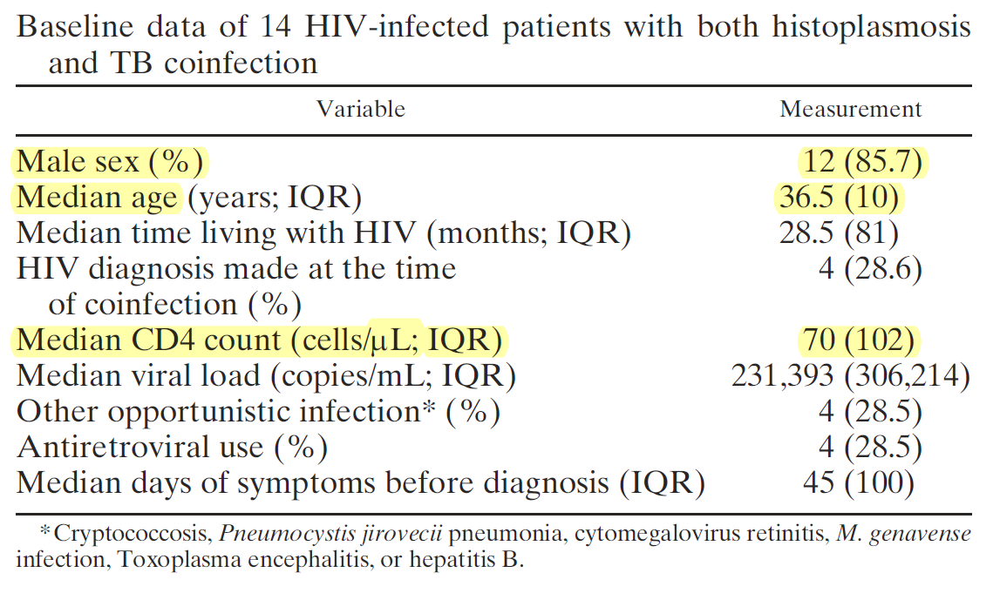 Baseline data of 14 HIV-infected patients with both histoplasmosis
and TB coinfection
Variable Measurement
Male sex (%) 12 (85.7)
Median age (years; IQR) 36.5 (10)
Median time living with HIV (months; IQR) 28.5 (81)
HIV diagnosis made at the time 4 (28.6)
of coinfection (%)
Median CD4 count (cells/μL; IQR) 70 (102)
Median viral load (copies/mL; IQR) 231,393 (306,214)
Other opportunistic infection* (%) 4 (28.5)
Antiretroviral use (%) 4 (28.5)
Median days of symptoms before diagnosis (IQR) 45 (100)
*Cryptococcosis, Pneumocystis jirovecii pneumonia, cytomegalovirus retinitis, M. genavense
infection, Toxoplasma encephalitis, or hepatitis B.